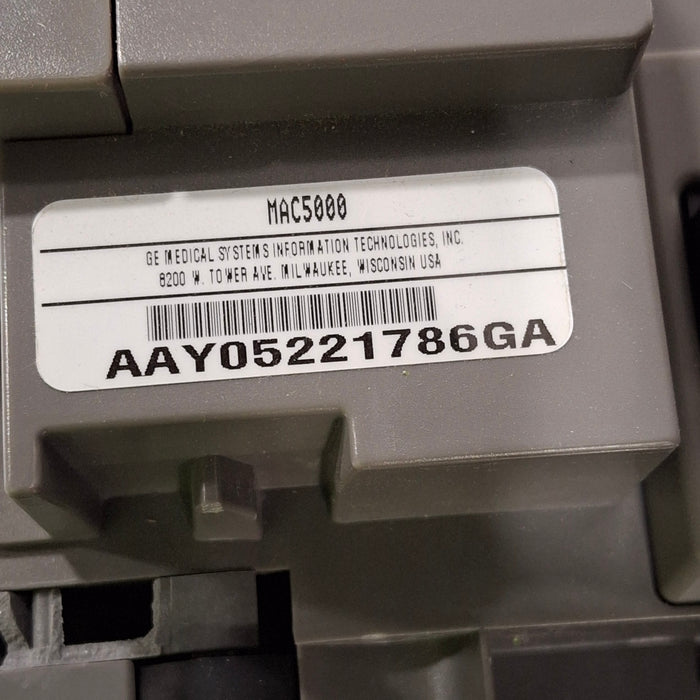 MAC5000
GE MEDICAL SYSTEMS INFORMATION TECHNOLOGIES, INC.
8200 W. TOWER AVE. MILWAUKEE, WISCONSIN USA
AAY05221786GA